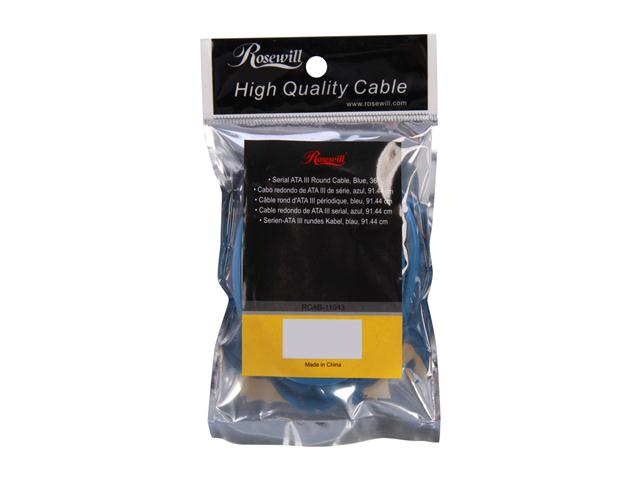 Rosewill
High Quality Cable
www.rosewill.com
Rosewill
• Serial ATA III Round Cable, Blue, 36
• Cabo redondo de ATA III de série, azul, 91.44 cm
• Câble rond d'ATA III périodique, bleu, 91.44 cm
• Cable redondo de ATA III serial, azul, 91.44 cm
• Serien-ATA III rundes Kabel, blau, 91.44 cm
RCAB-11043
Made in China